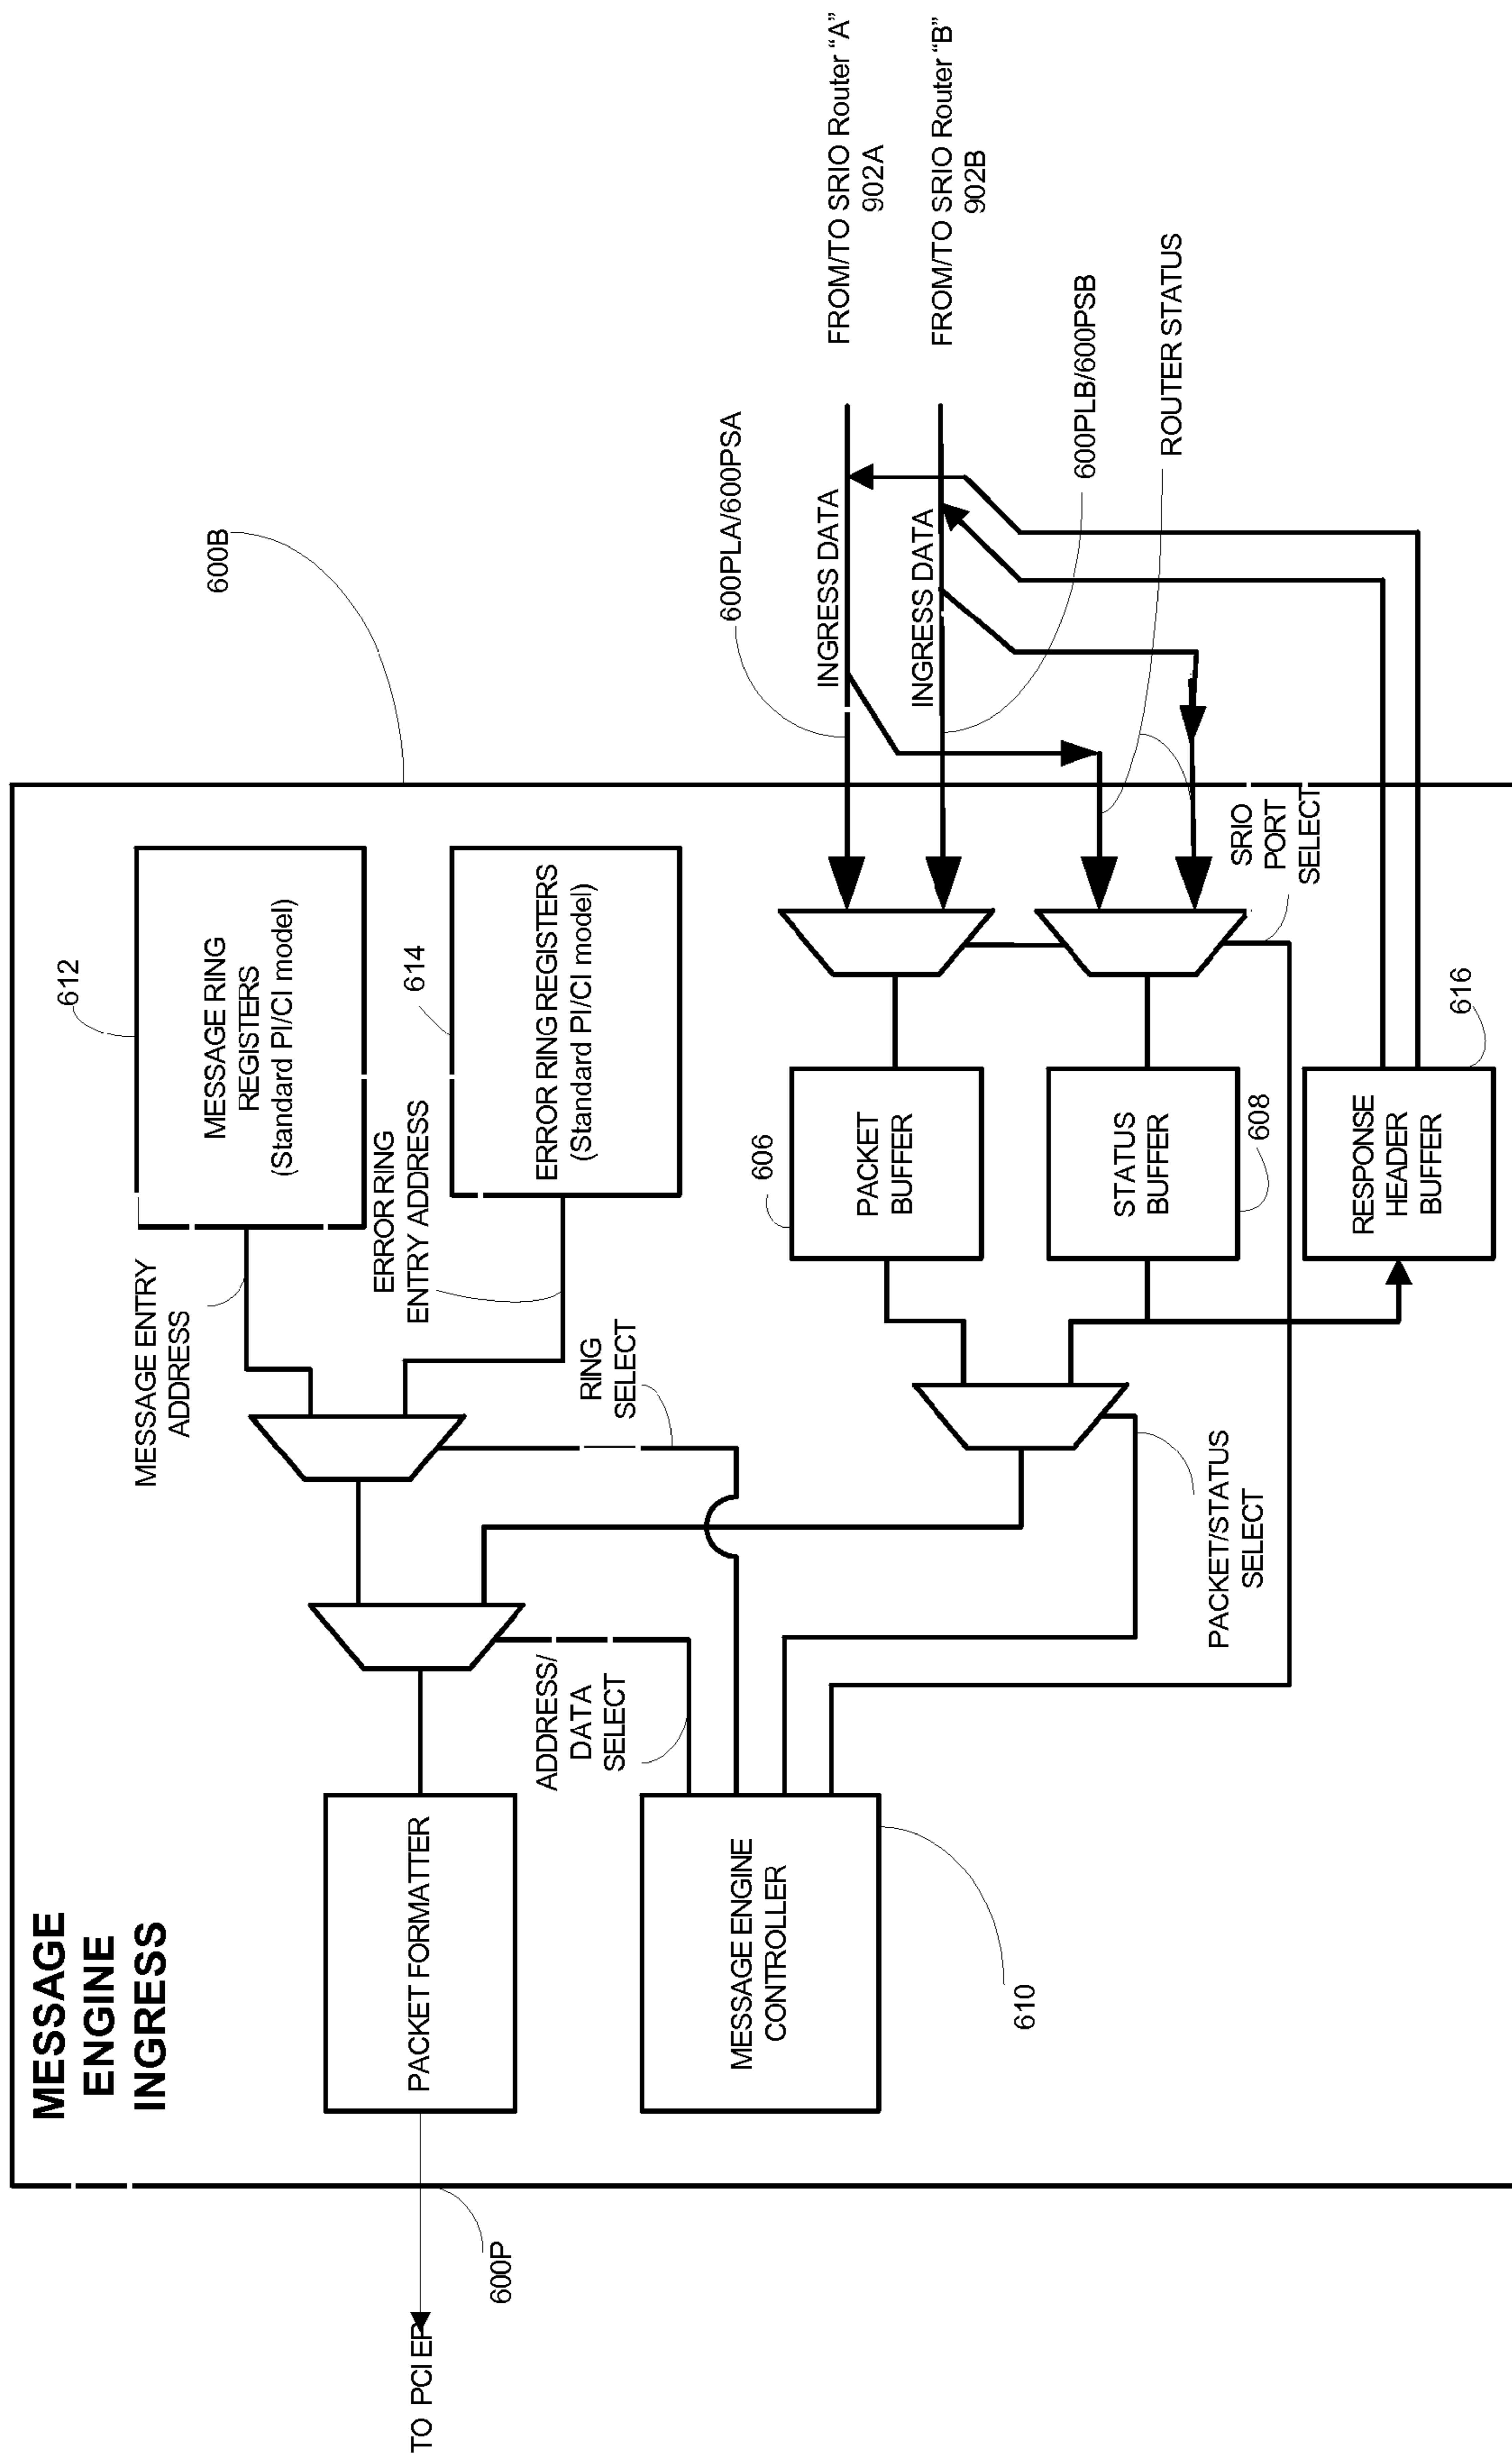 MESSAGE
ENGINE
INGRESS
600B
612
MESSAGE RING
REGISTERS
(Standard PI/CI model)
614
ERROR RING REGISTERS
(Standard PI/CI model)
MESSAGE ENTRY
ADDRESS
ERROR RING
ENTRY ADDRESS
RING
SELECT
PACKET FORMATTER
TO PCI EP
600P
ADDRESS/
DATA
SELECT
MESSAGE ENGINE
CONTROLLER
610
606
PACKET
BUFFER
STATUS
BUFFER
608
RESPONSE
HEADER
BUFFER
616
PACKET/STATUS
SELECT
SRIO
PORT
SELECT
600PLA/600PSA
INGRESS DATA
INGRESS DATA
600PLB/600PSB
ROUTER STATUS
FROM/TO SRIO Router “A”
902A
FROM/TO SRIO Router “B”
902B